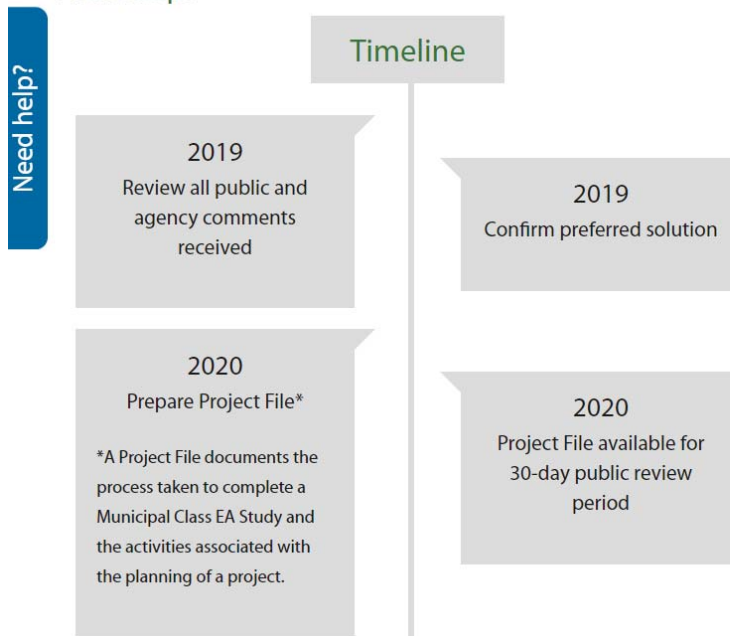 Need help?
Timeline
2019
Review all public and
agency comments
received
2019
Confirm preferred solution
2020
Prepare Project File*
*A Project File documents the
process taken to complete a
Municipal Class EA Study and
the activities associated with
the planning of a project.
2020
Project File available for
30-day public review
period